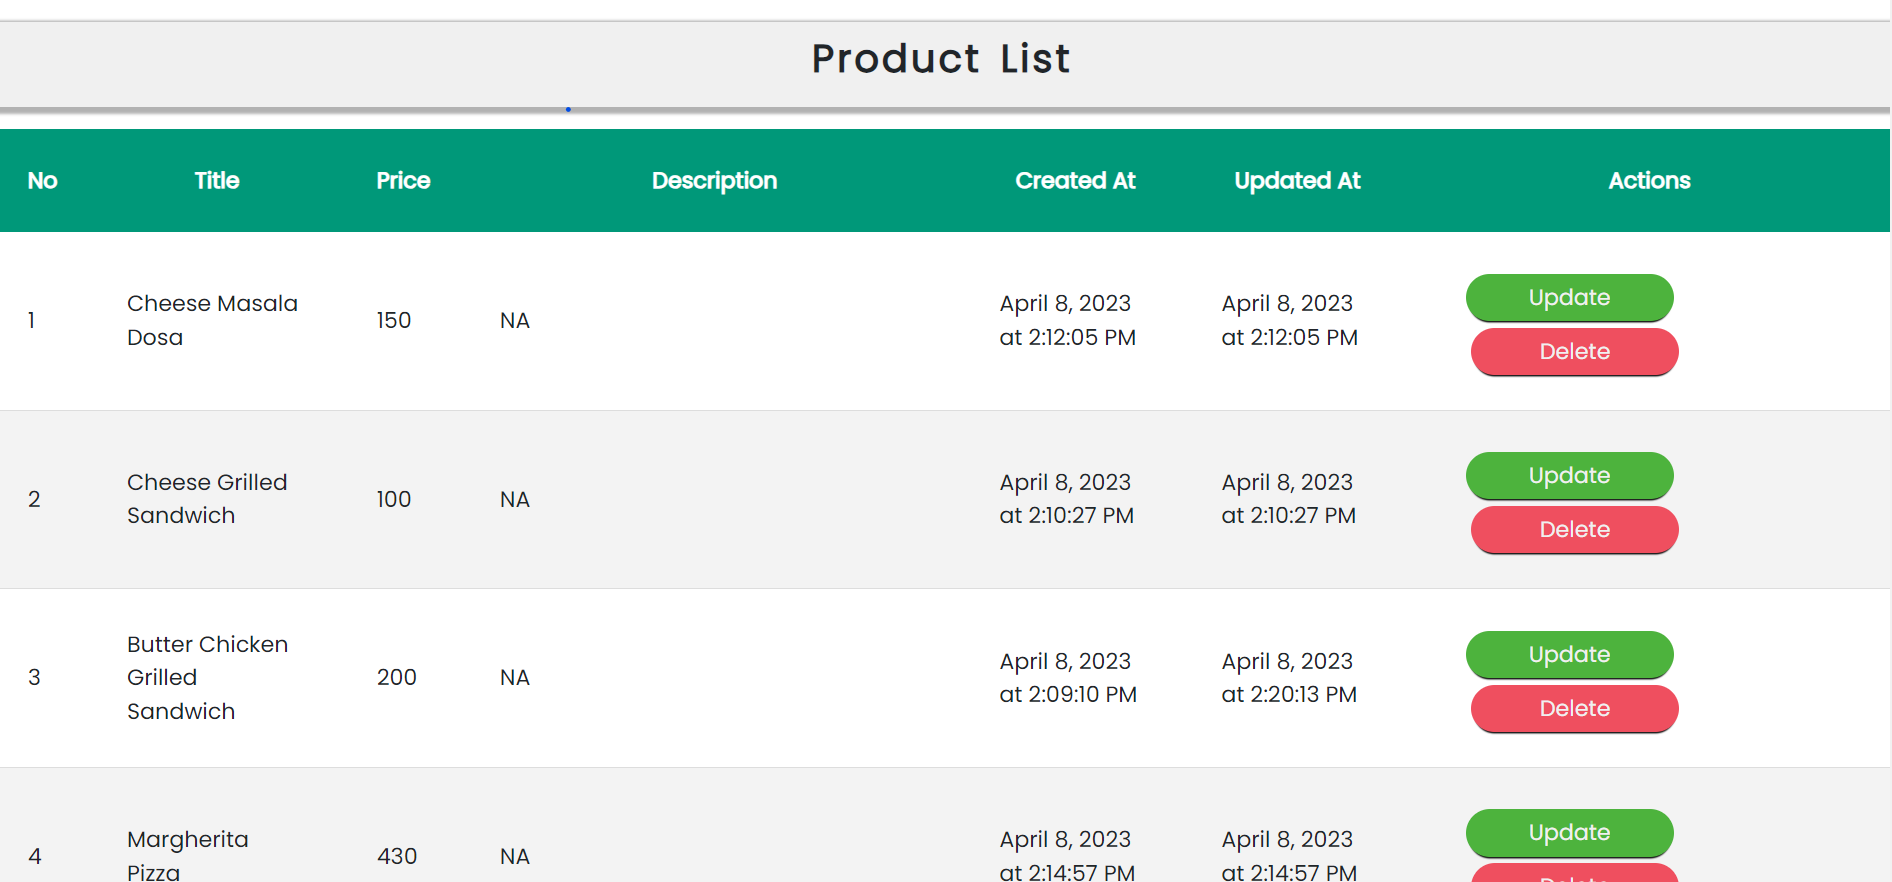 Product List
No Title Price Description Created At Updated At Actions
Cheese Masala April 8, 2023 April 8, 2023 Update
1 150 NA
Dosa at 2:12:05 PM at 2:12:05 PM Delete
Cheese Grilled April 8, 2023 April 8, 2023 Update
2 100 NA
Sandwich at 2:10:27 PM at 2:10:27 PM Delete
Butter Chicken April 8, 2023 April 8, 2023 Update
3 Grilled 200 NA
Sandwich at 2:09:10 PM at 2:20:13 PM Delete
Margherita April 8, 2023 April 8, 2023 Update
4 430 NA
Pizza at 2:14:57 PM at 2:14:57 PM Delete